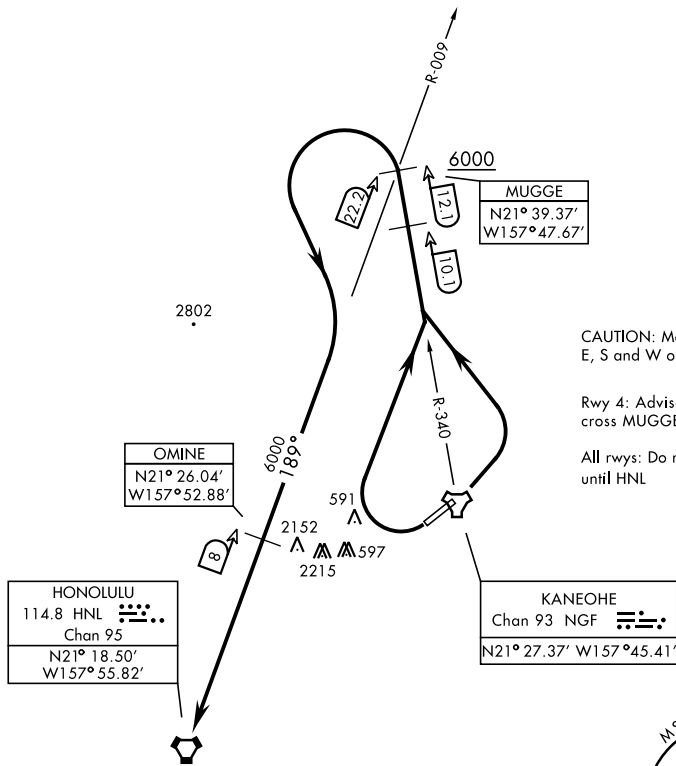 R-009
6000
MUGGE
N21° 39.37'
W157° 47.67'
22.2
12.1
10.1
2802
CAUTION: M
E, S and W o
Rwy 4: Advis
cross MUGGE
All rwys: Do
until HNL
R-340
6000
189°
OMINE
N21° 26.04'
W157° 52.88'
591
2152
597
2215
8
HONOLULU
114.8 HNL
Chan 95
N21° 18.50'
W157° 55.82'
KANEOHE
Chan 93 NGF
N21° 27.37' W157° 45.41'